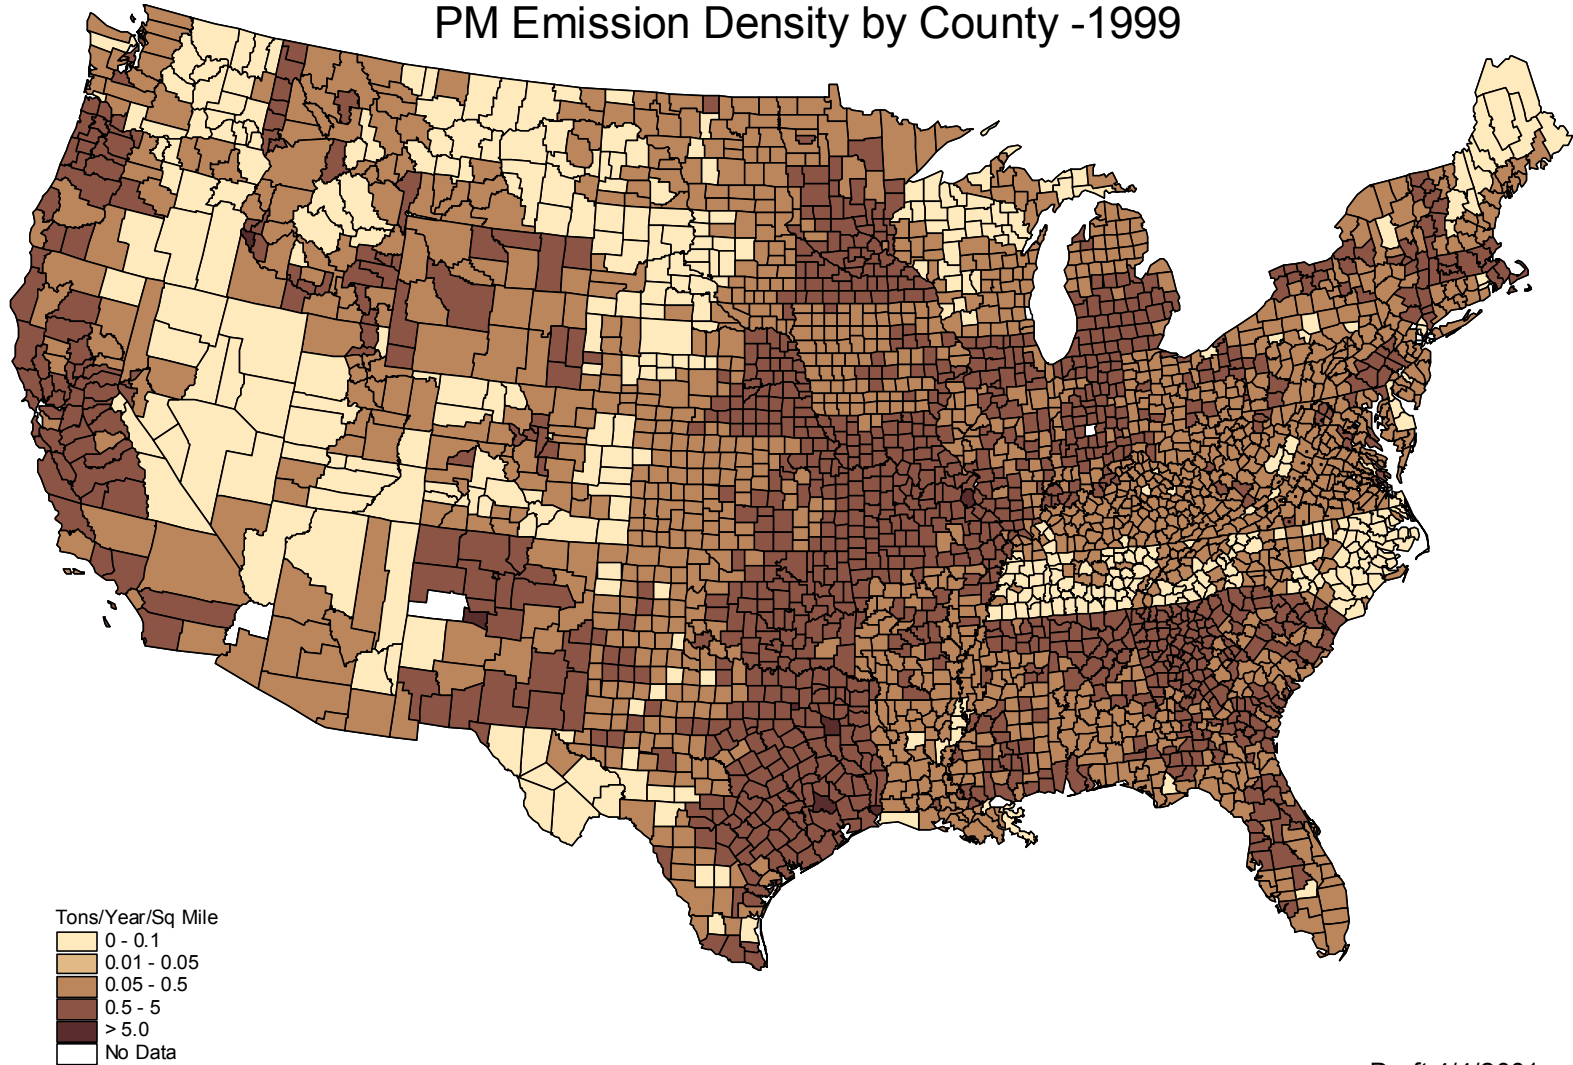 PM Emission Density by County -1999
Tons/Year/Sq Mile
0 - 0.1
0.01 - 0.05
0.05 - 0.5
0.5 - 5
> 5.0
No Data